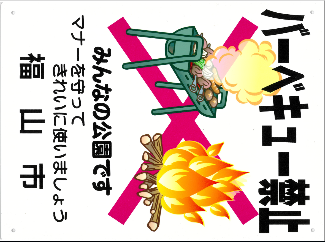 バーベキュー禁止
みんなの公園です
マナーを守って
きれいに使いましょう
福山市